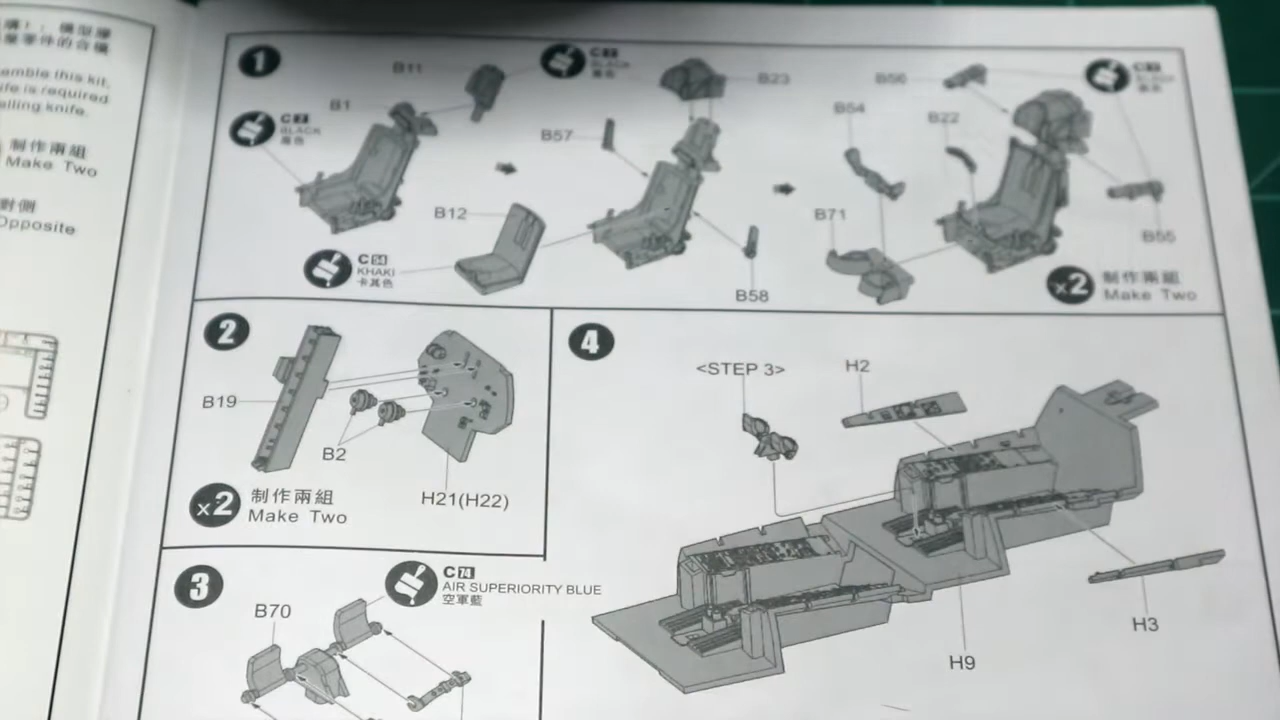 emble this kit,
ife is required
elling knife.
制作兩組
Make Two
對側
Opposite
1
B11
B1
BLACK
黑色
BLACK
B23
B57
B12
C 54
KHAKI
卡其色
B58
B56
B54
B22
B71
B55
x2
制作兩組
Make Two
2
B19
B2
H21(H22)
x2
制作兩組
Make Two
3
B70
C 74
AIR SUPERIORITY BLUE
空軍藍
4
<STEP 3>
H2
H3
H9